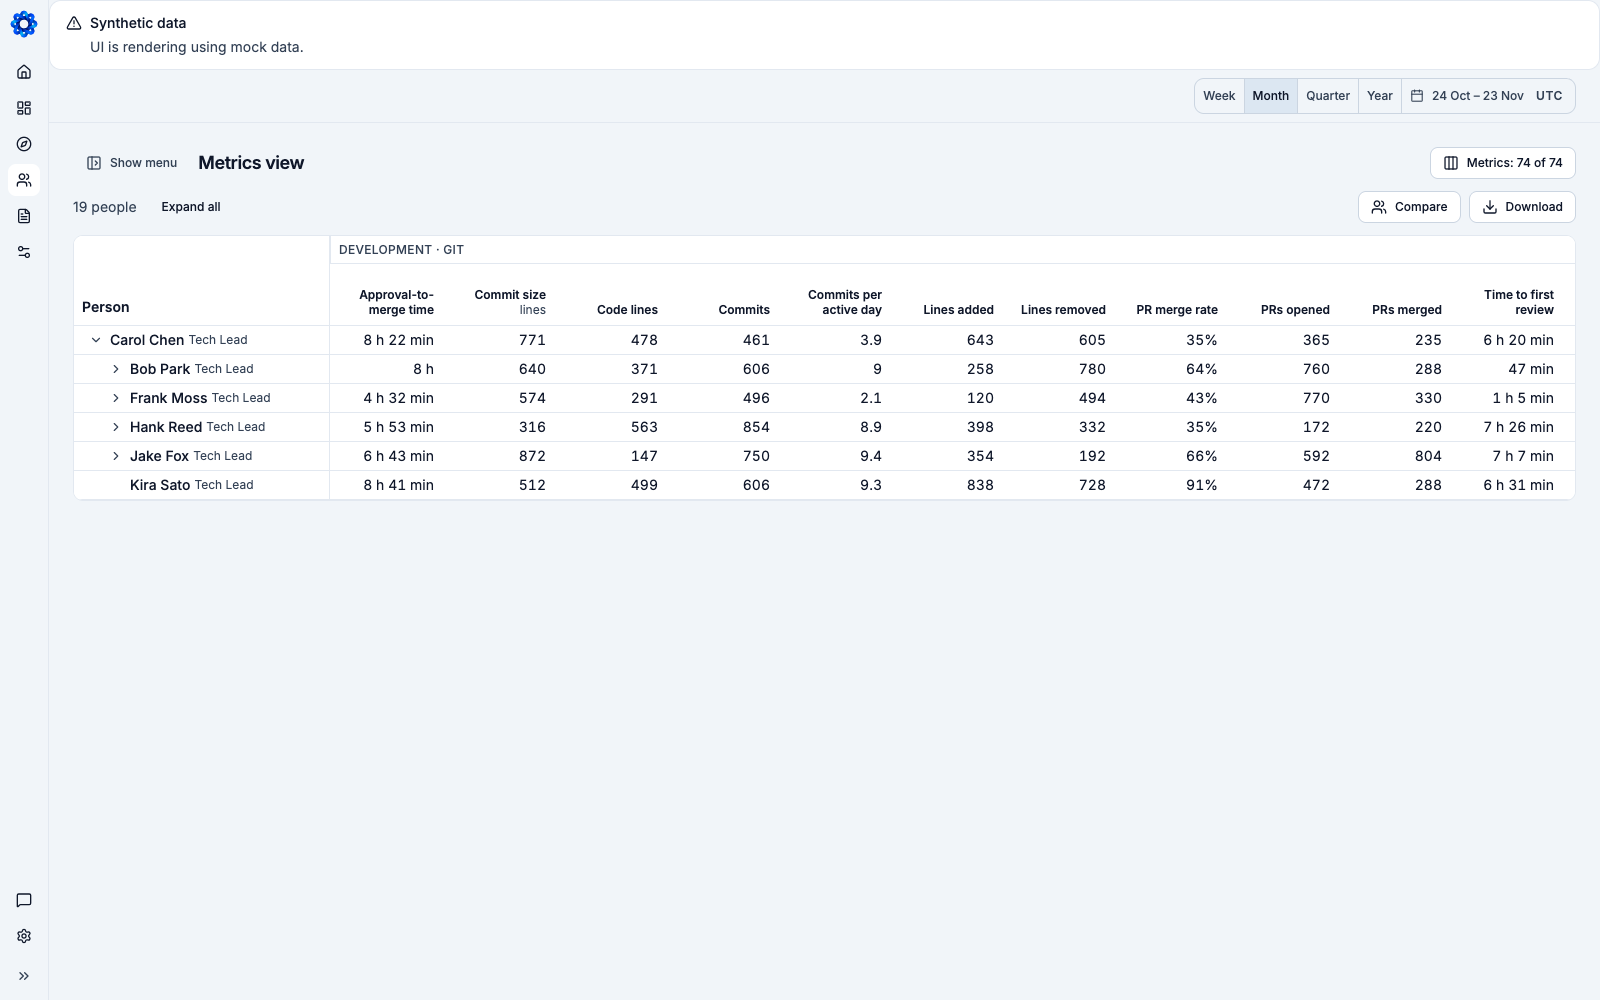 Synthetic data
UI is rendering using mock data.
Week Month Quarter Year 24 Oct – 23 Nov UTC
Show menu Metrics view Metrics: 74 of 74
19 people Expand all Compare Download
DEVELOPMENT · GIT
Person Approval-to-merge time Commit size lines Code lines Commits Commits per active day Lines added Lines removed PR merge rate PRs opened PRs merged Time to first review
Carol Chen Tech Lead 8 h 22 min 771 478 461 3.9 643 605 35% 365 235 6 h 20 min
Bob Park Tech Lead 8 h 640 371 606 9 258 780 64% 760 288 47 min
Frank Moss Tech Lead 4 h 32 min 574 291 496 2.1 120 494 43% 770 330 1 h 5 min
Hank Reed Tech Lead 5 h 53 min 316 563 854 8.9 398 332 35% 172 220 7 h 26 min
Jake Fox Tech Lead 6 h 43 min 872 147 750 9.4 354 192 66% 592 804 7 h 7 min
Kira Sato Tech Lead 8 h 41 min 512 499 606 9.3 838 728 91% 472 288 6 h 31 min